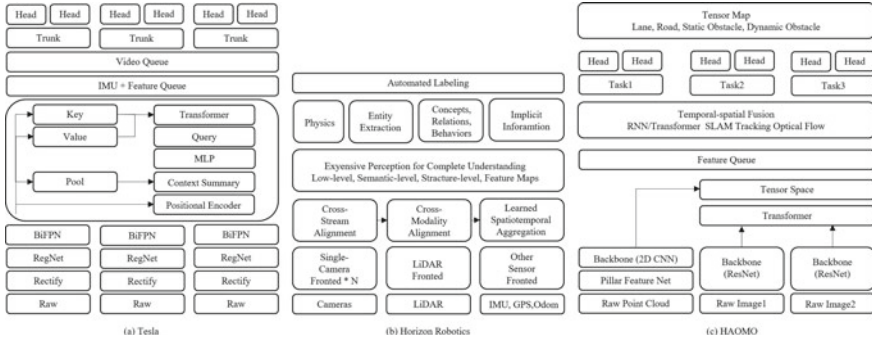 Head Head Head Head Head Head
Trunk Trunk Trunk
Video Queue
IMU + Feature Queue
Key
Value
Pool
Transformer
Query
MLP
Context Summary
Positional Encoder
BiFPN BiFPN BiFPN
RegNet RegNet RegNet
Rectify Rectify Rectify
Raw Raw Raw
(a) Tesla
Automated Labeling
Physics
Entity
Extraction
Concepts,
Relations,
Behaviors
Implicit
Inforamtion
Exyensive Perception for Complete Understanding
Low-level, Semantic-level, Stracture-level, Feature Maps
Cross-
Stream
Alignment
Cross-
Modality
Alignment
Learned
Spatiotemporal
Aggregation
Single-
Camera
Fronted * N
LiDAR
Fronted
Other
Sensor
Fronted
Cameras LiDAR IMU, GPS,Odom
(b) Horizon Robotics
Tensor Map
Lane, Road, Static Obstacle, Dynamic Obstacle
Head Head Head Head Head Head
Task1 Task2 Task3
Temporal-spatial Fusion
RNN/Transformer SLAM Tracking Optical Flow
Feature Queue
Tensor Space
Transformer
Backbone (2D CNN)
Pillar Feature Net
Backbone
(ResNet)
Backbone
(ResNet)
Raw Point Cloud Raw Image1 Raw Image2
(c) HAOMO